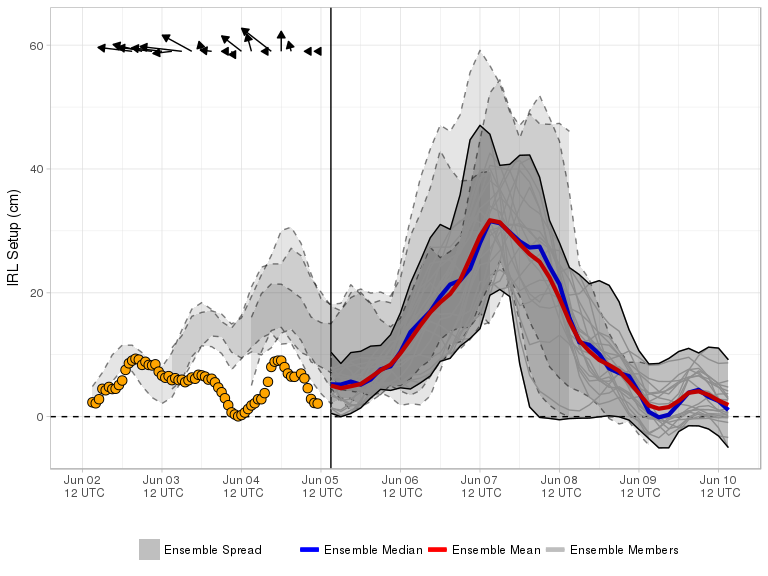 IRL Setup (cm)
60
40
20
0
Jun 02 Jun 03 Jun 04 Jun 05 Jun 06 Jun 07 Jun 08 Jun 09 Jun 10
12 UTC 12 UTC 12 UTC 12 UTC 12 UTC 12 UTC 12 UTC 12 UTC 12 UTC
Ensemble Spread Ensemble Median Ensemble Mean Ensemble Members